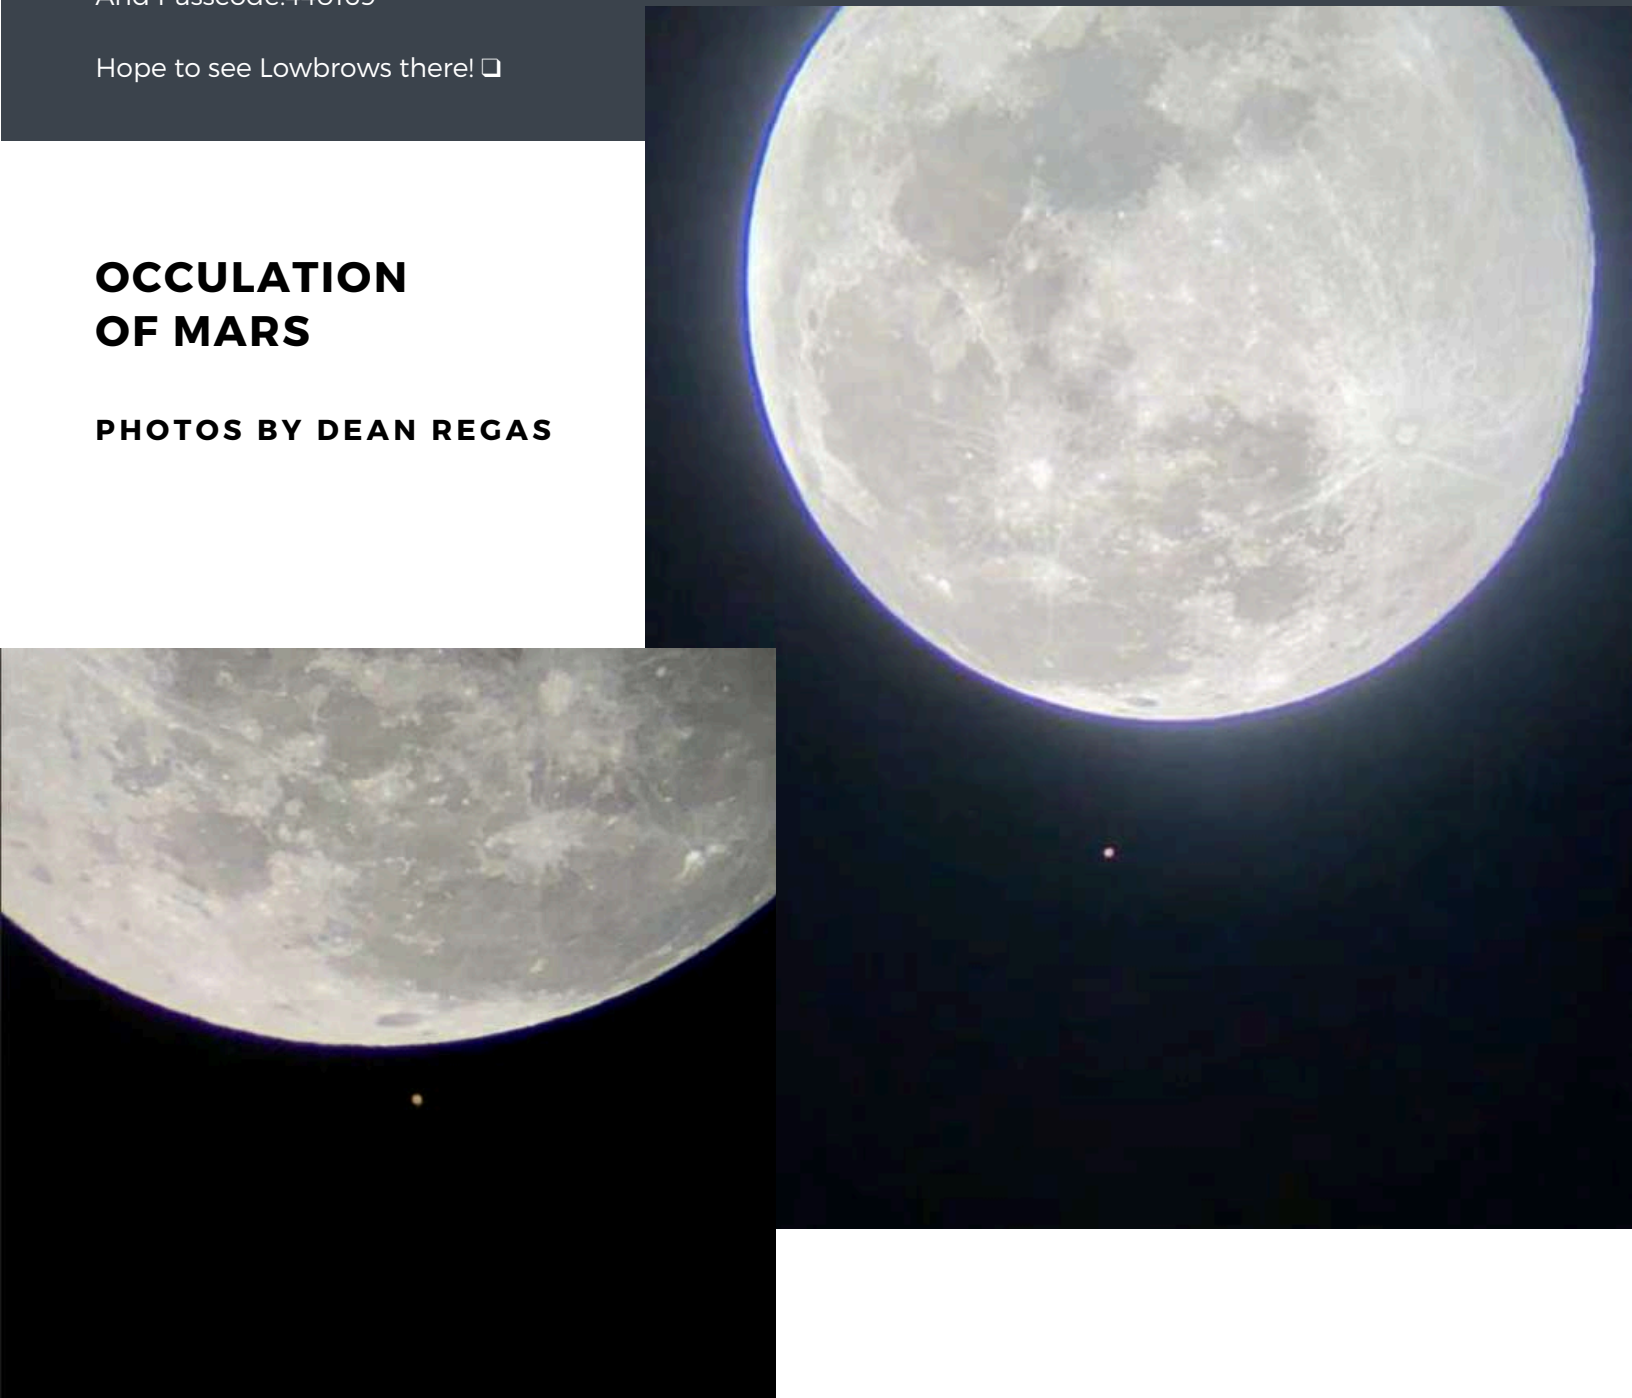 Hope to see Lowbrows there! ❏
OCCULATION
OF MARS
PHOTOS BY DEAN REGAS